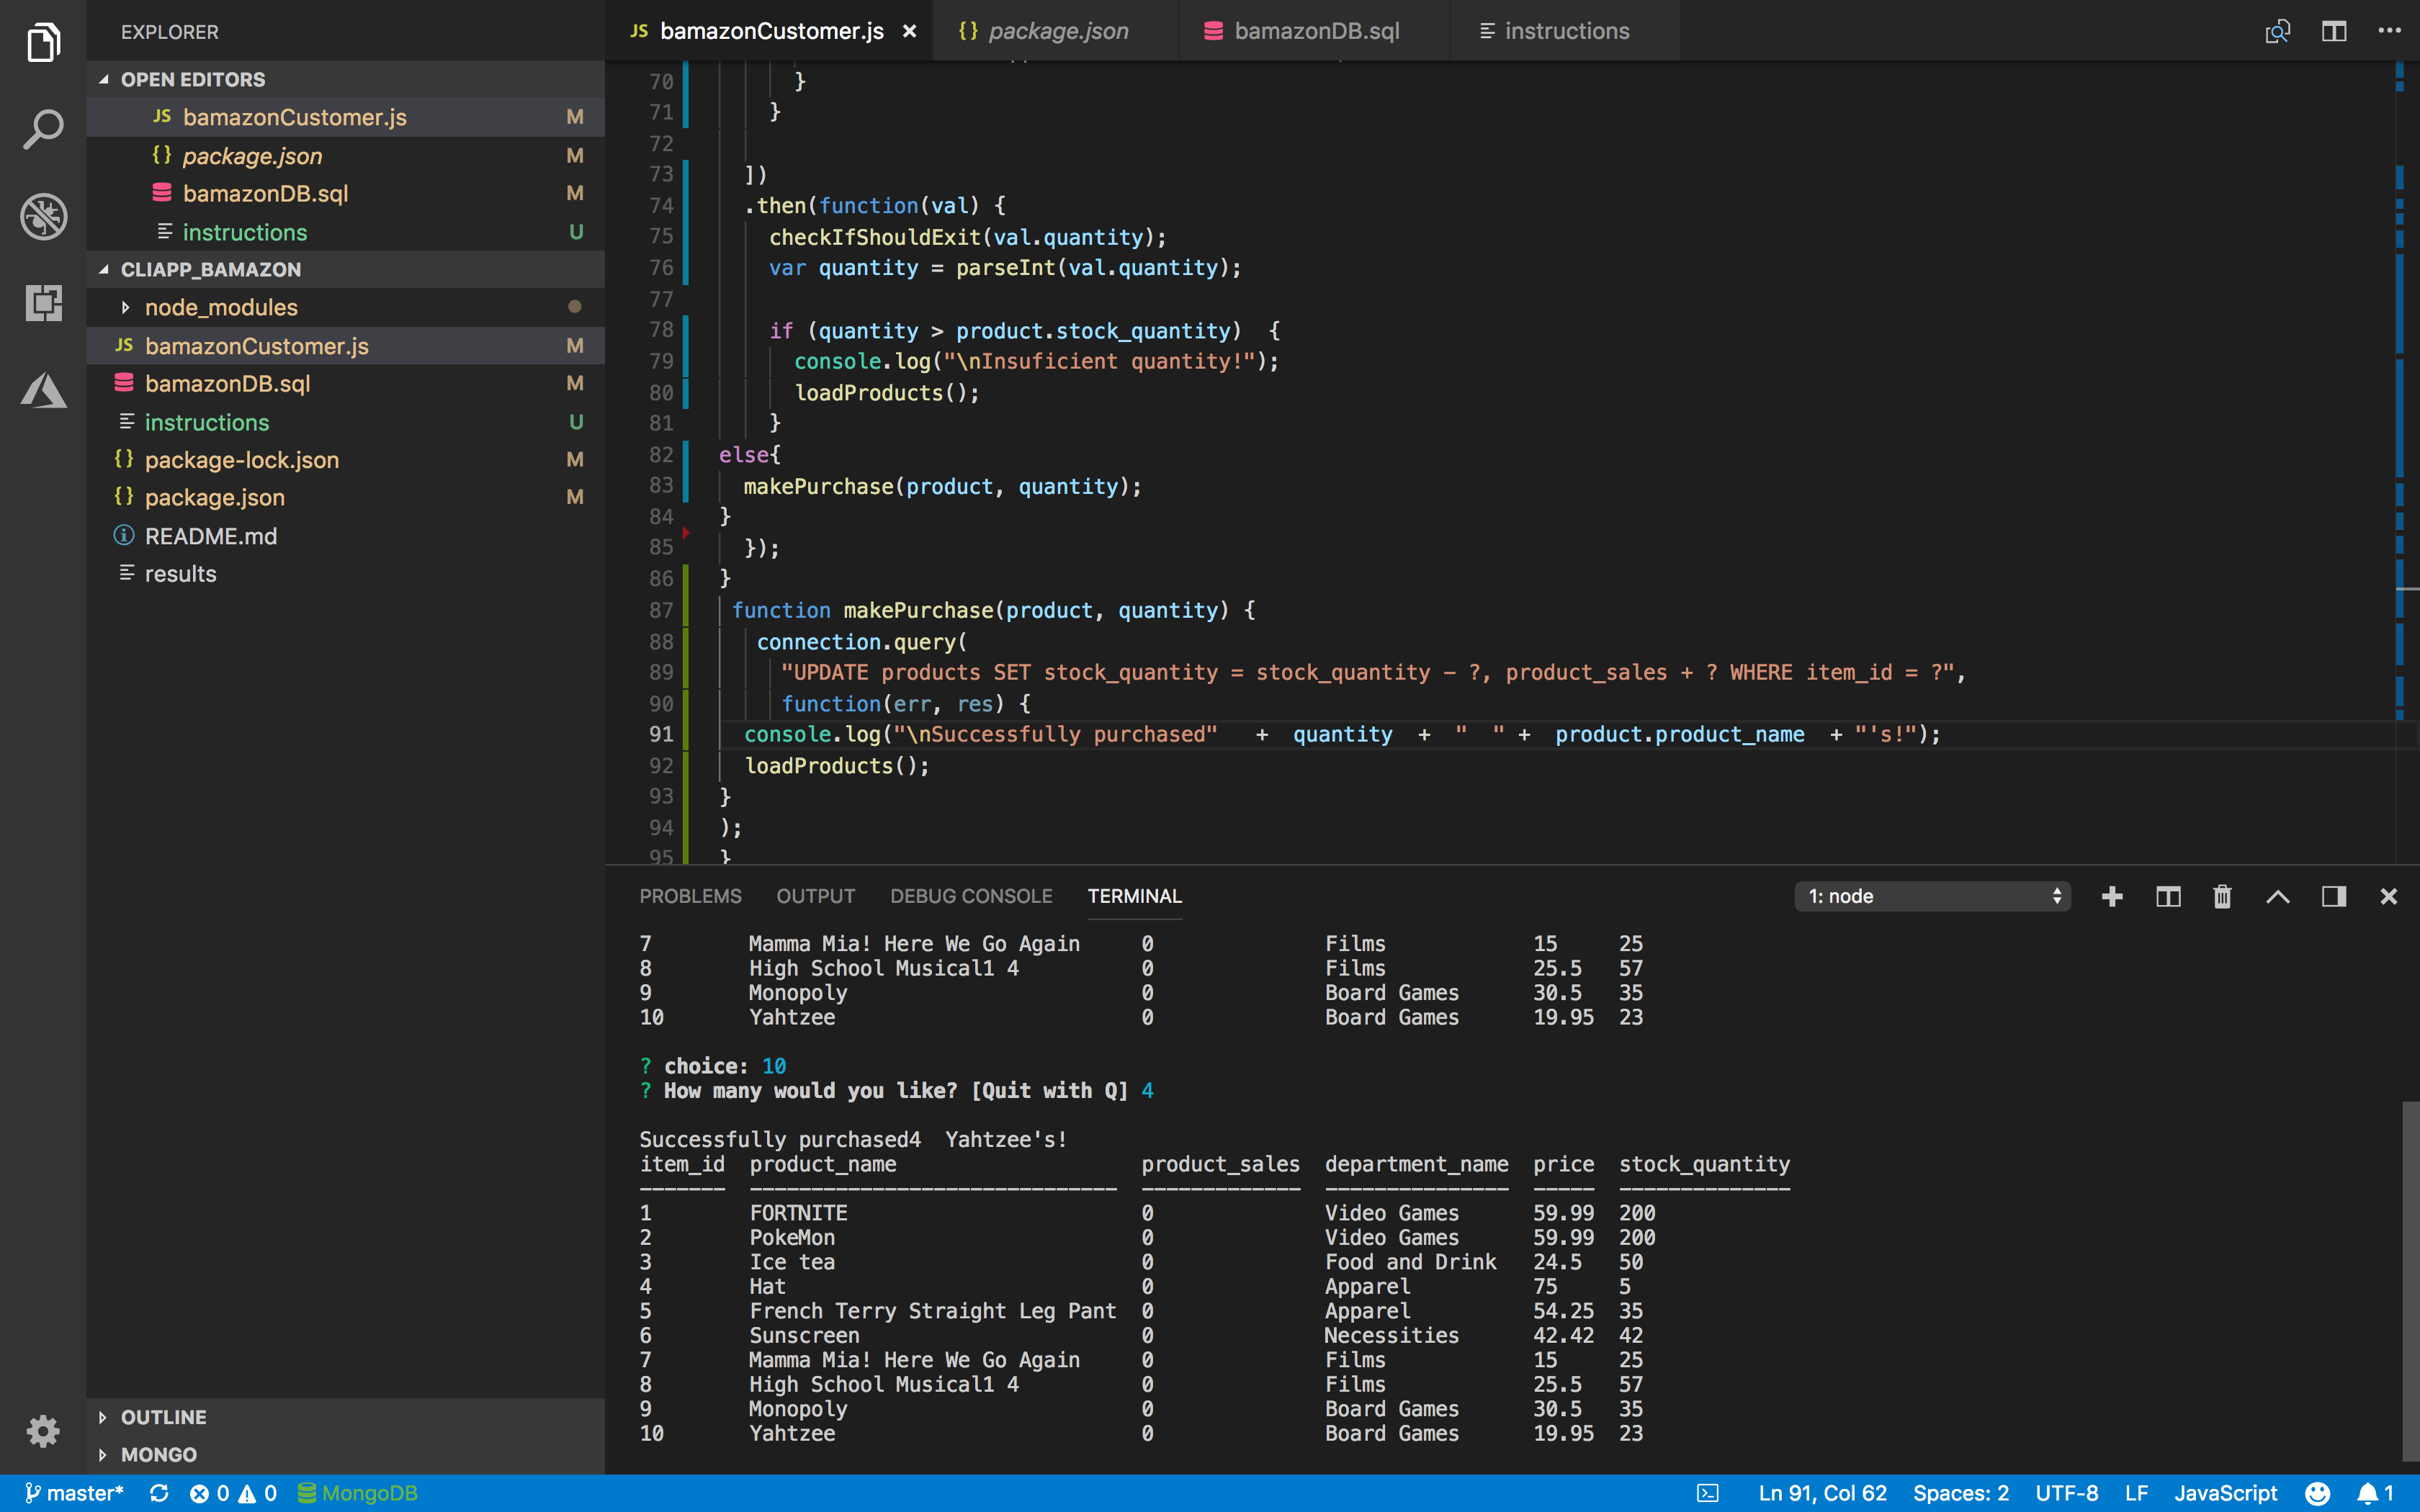 EXPLORER
OPEN EDITORS
JS bamazonCustomer.js M
{} package.json M
bamazonDB.sql M
instructions U
CLIAPP_BAMAZON
node_modules
JS bamazonCustomer.js M
bamazonDB.sql M
instructions U
{} package-lock.json M
{} package.json M
README.md
results
OUTLINE
MONGO
JS bamazonCustomer.js × {} package.json bamazonDB.sql instructions
70 }
71 }
72
73 ])
74 .then(function(val) {
75 checkIfShouldExit(val.quantity);
76 var quantity = parseInt(val.quantity);
77
78 if (quantity > product.stock_quantity)  {
79 console.log("\nInsuficient quantity!");
80 loadProducts();
81 }
82 else{
83 makePurchase(product, quantity);
84 }
85 });
86 }
87 function makePurchase(product, quantity) {
88 connection.query(
89 "UPDATE products SET stock_quantity = stock_quantity - ?, product_sales + ? WHERE item_id = ?",
90 function(err, res) {
91 console.log("\nSuccessfully purchased"   +  quantity  +  "  " +  product.product_name  + "'s!");
92 loadProducts();
93 }
94 );
95 }
PROBLEMS OUTPUT DEBUG CONSOLE TERMINAL 1: node
7 Mamma Mia! Here We Go Again 0 Films 15 25
8 High School Musical1 4 0 Films 25.5 57
9 Monopoly 0 Board Games 30.5 35
10 Yahtzee 0 Board Games 19.95 23
? choice: 10
? How many would you like? [Quit with Q] 4
Successfully purchased4  Yahtzee's!
item_id product_name product_sales department_name price stock_quantity
------- ------------------------------ ------------- --------------- ----- --------------
1 FORTNITE 0 Video Games 59.99 200
2 PokeMon 0 Video Games 59.99 200
3 Ice tea 0 Food and Drink 24.5 50
4 Hat 0 Apparel 75 5
5 French Terry Straight Leg Pant 0 Apparel 54.25 35
6 Sunscreen 0 Necessities 42.42 42
7 Mamma Mia! Here We Go Again 0 Films 15 25
8 High School Musical1 4 0 Films 25.5 57
9 Monopoly 0 Board Games 30.5 35
10 Yahtzee 0 Board Games 19.95 23
master* 0 0 MongoDB Ln 91, Col 62 Spaces: 2 UTF-8 LF JavaScript 1